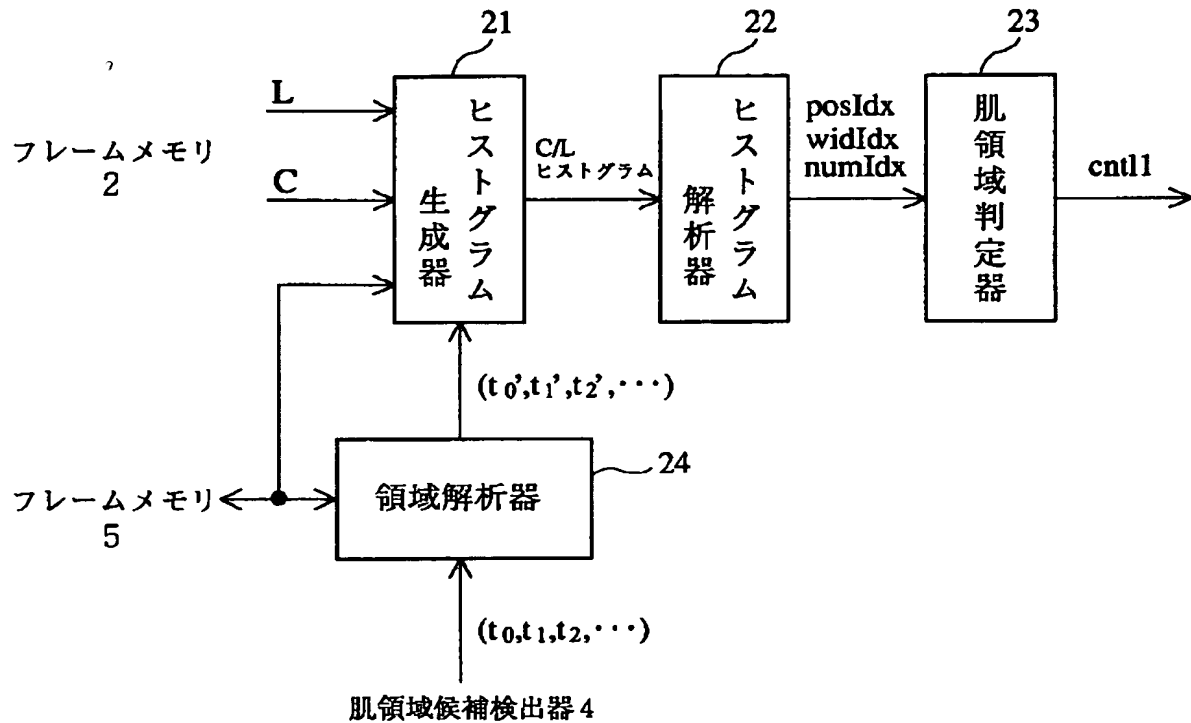 21
22
23
L
フレームメモリ
2
C
ヒストグラム
生成器
C/L
ヒストグラム
ヒストグラム
解析器
posIdx
widIdx
numIdx
肌領域判定器
cntl1
(t0',t1',t2',···)
24
フレームメモリ
5
領域解析器
(t0,t1,t2,···)
肌領域候補検出器4